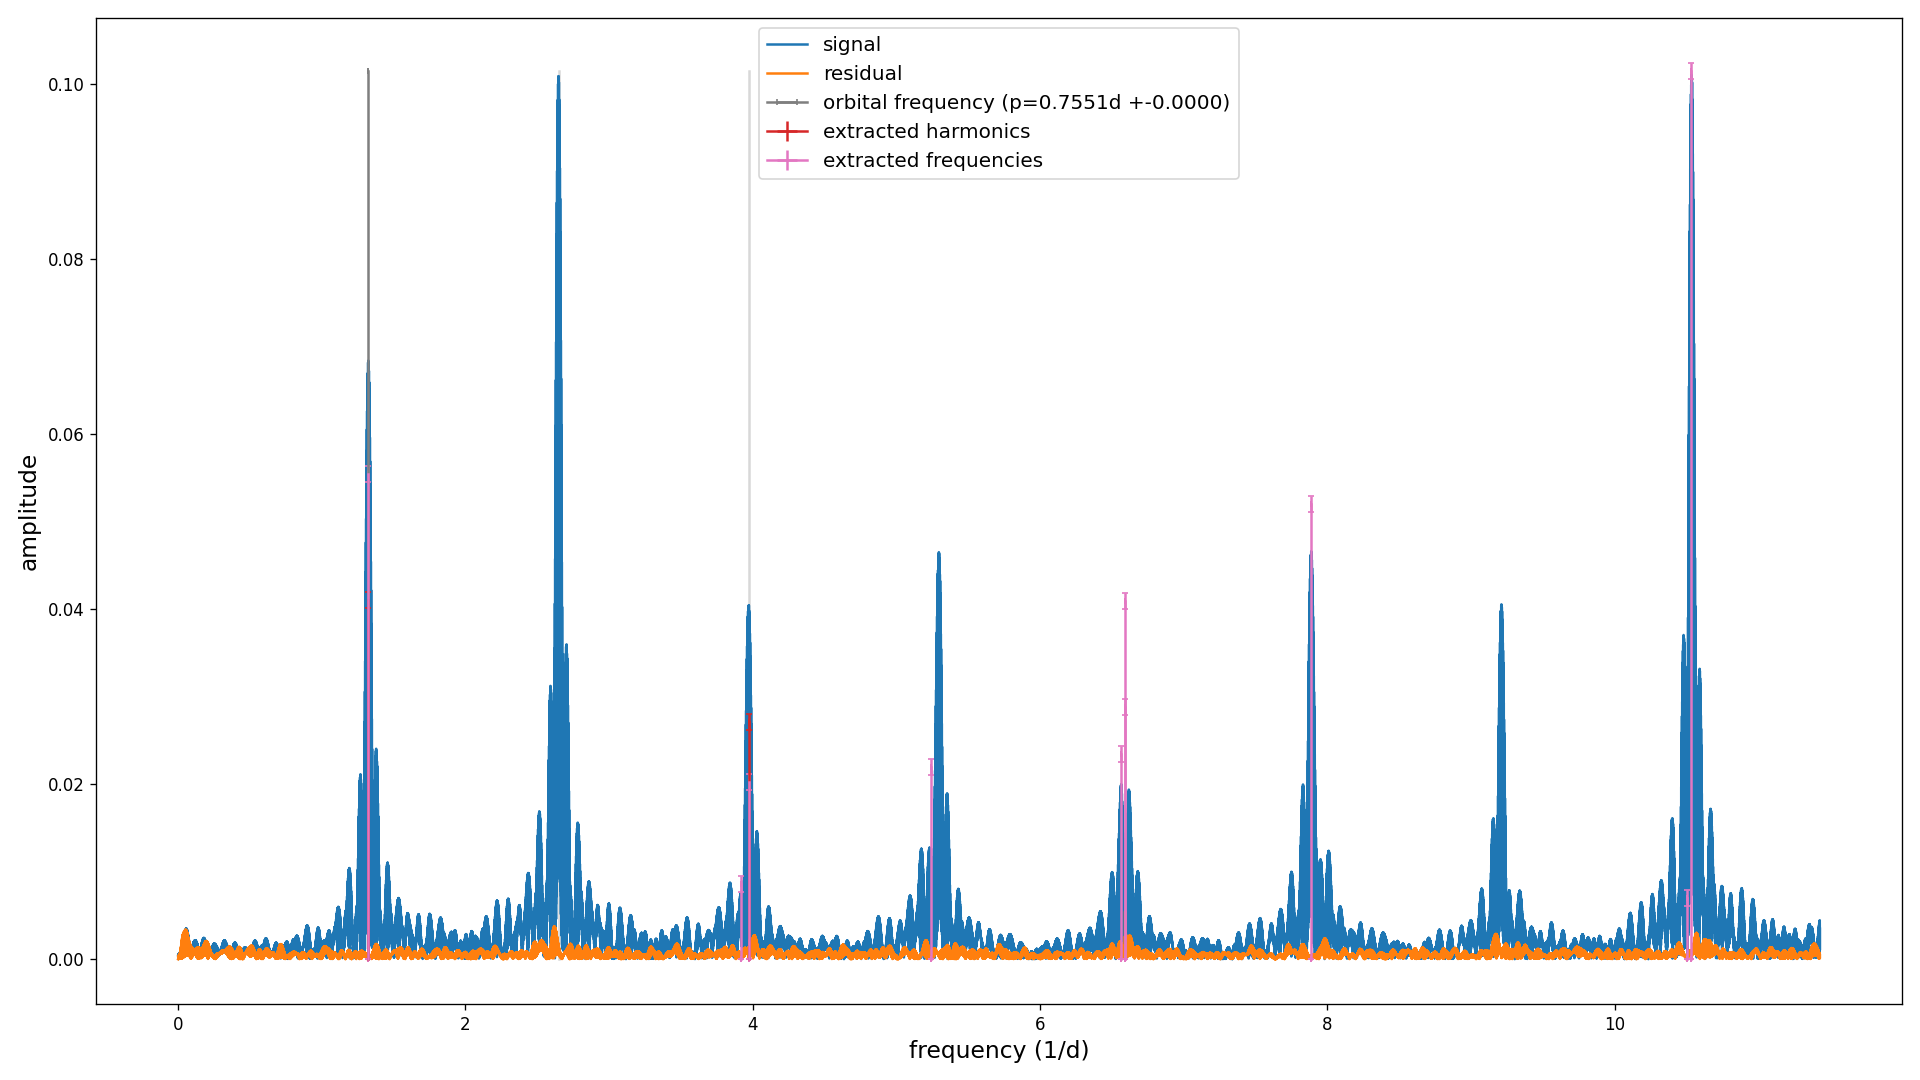 signal
residual
orbital frequency (p=0.7551d +-0.0000)
extracted harmonics
extracted frequencies
0.10
0.08
0.06
0.04
0.02
0.00
amplitude
0 2 4 6 8 10
frequency (1/d)